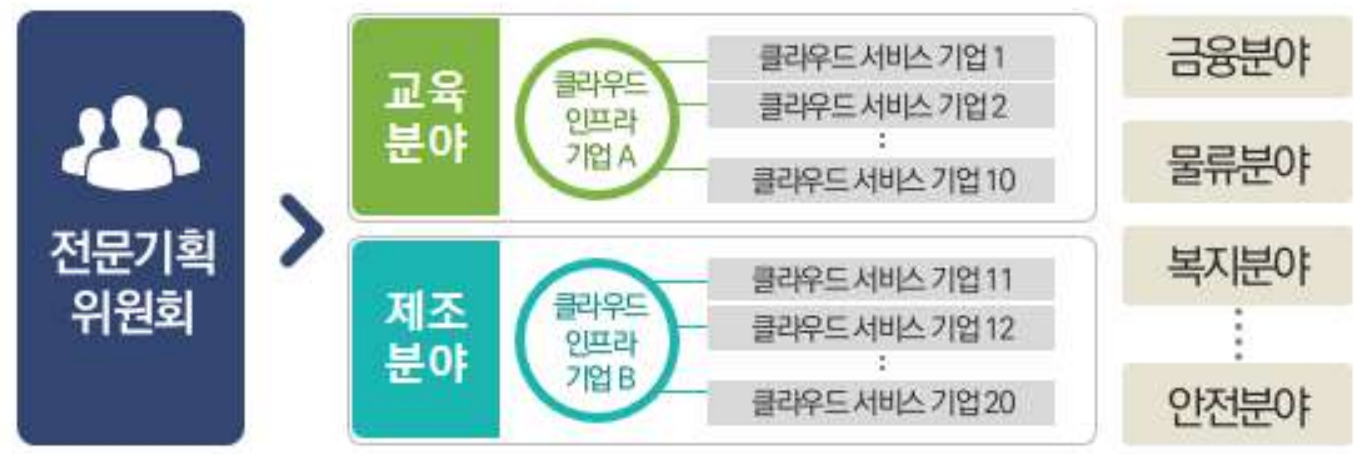 전문기획
위원회
교육
분야
클라우드
인프라
기업 A
클라우드 서비스 기업 1
클라우드 서비스 기업 2
:
클라우드 서비스 기업 10
제조
분야
클라우드
인프라
기업 B
클라우드 서비스 기업 11
클라우드 서비스 기업 12
:
클라우드 서비스 기업 20
금융분야
물류분야
복지분야
안전분야